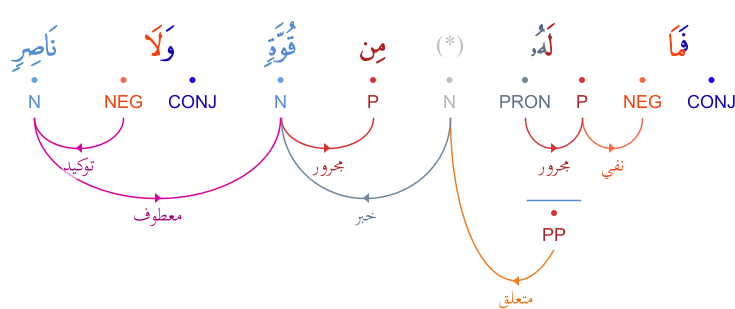 فَمَا لَهُۥ (*) مِن قُوَّةٍۢ وَلَا نَاصِرٍۢ
CONJ NEG P PRON N P N CONJ NEG N
نفي مجرور مجرور توكيد
خبر معطوف
PP
متعلق